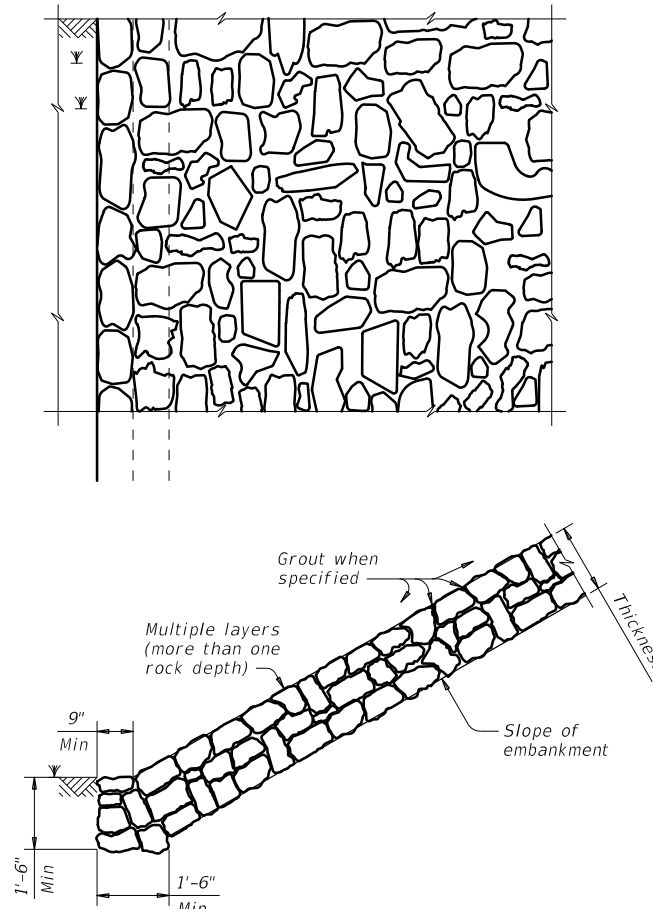 Grout when
specified
Multiple layers
(more than one
rock depth)
9"
Min
Slope of
embankment
1'-6"
Min
1'-6"
Min